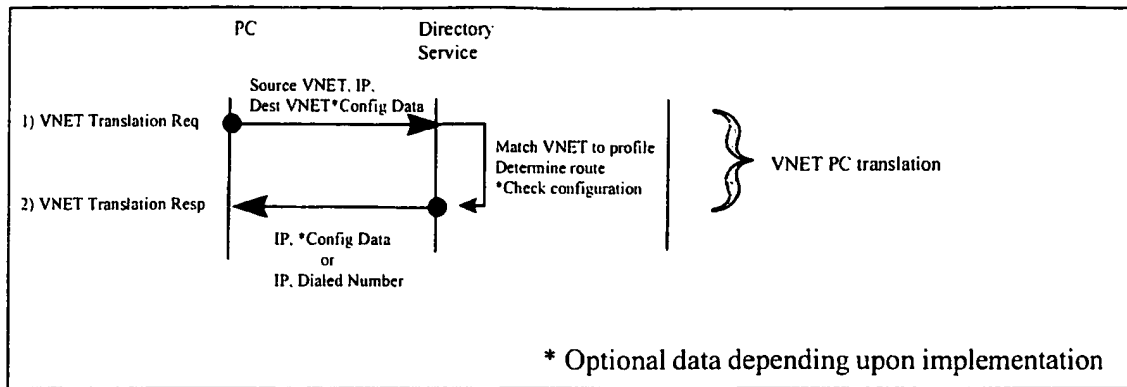 PC
Directory
Service
Source VNET, IP,
Dest VNET*Config Data
1) VNET Translation Req
Match VNET to profile
Determine route
*Check configuration
VNET PC translation
2) VNET Translation Resp
IP, *Config Data
or
IP, Dialed Number
* Optional data depending upon implementation